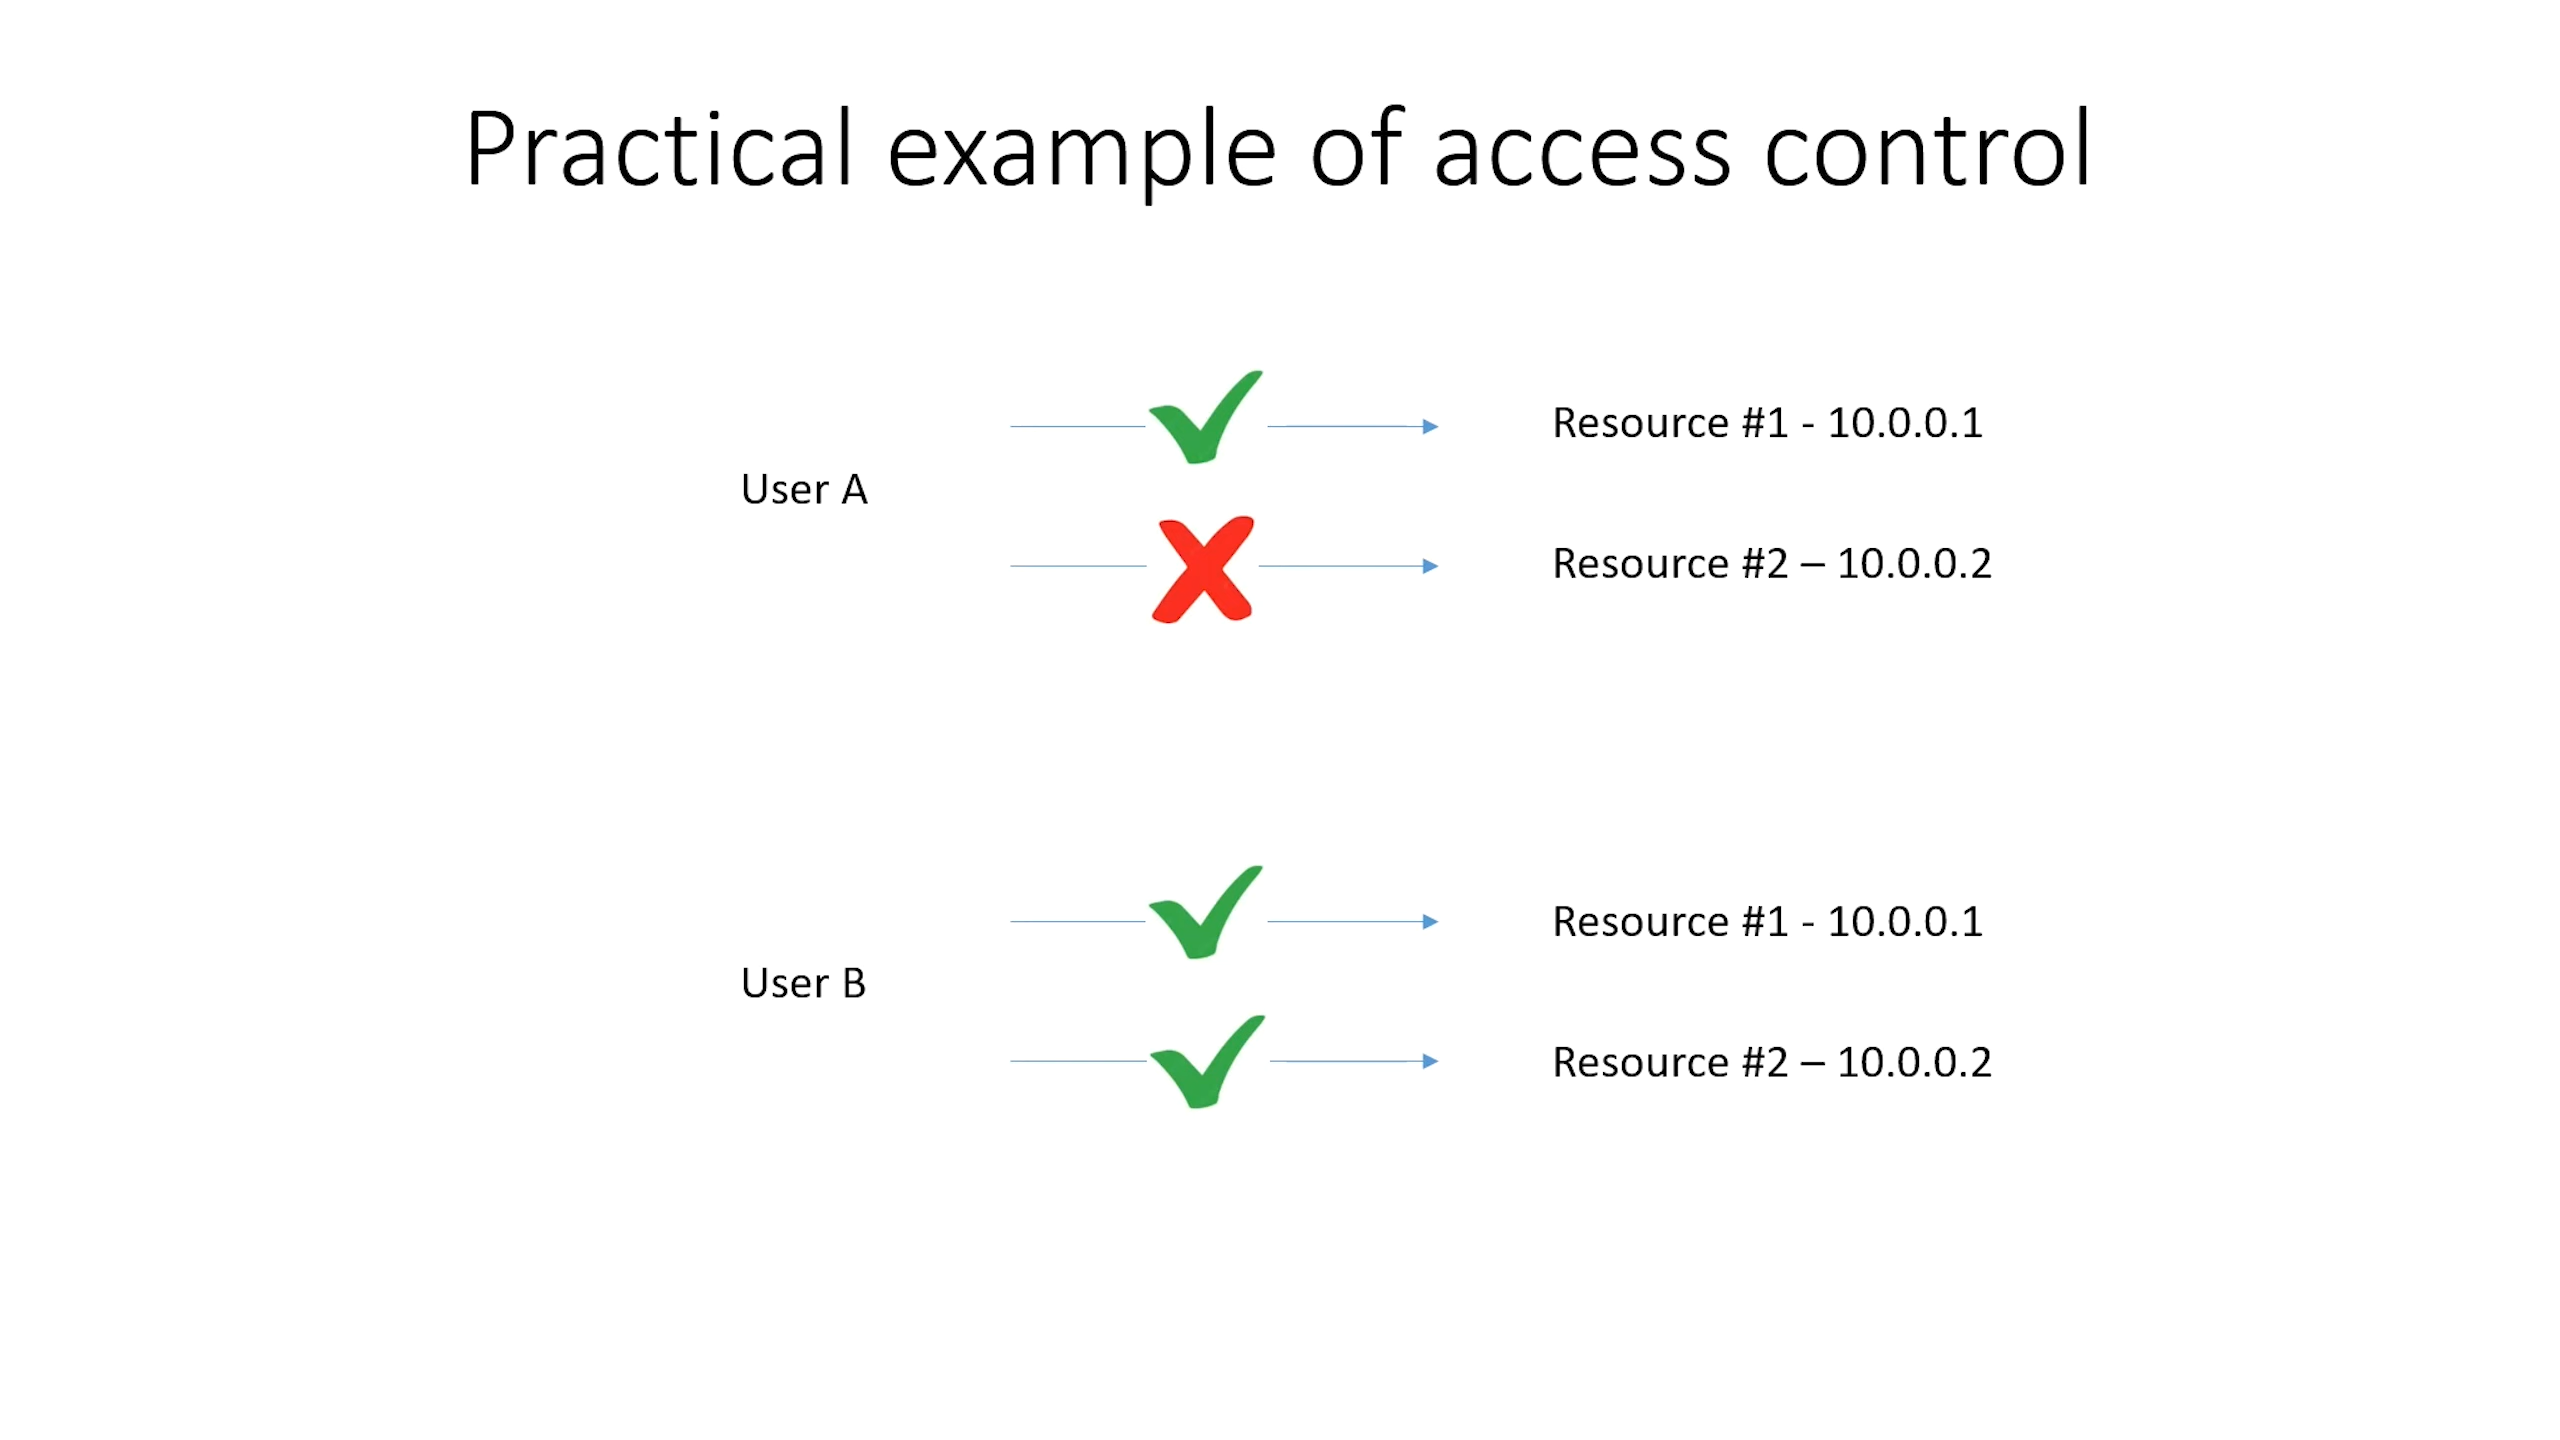 Practical example of access control
User A
Resource #1 - 10.0.0.1
Resource #2 – 10.0.0.2
User B
Resource #1 - 10.0.0.1
Resource #2 – 10.0.0.2